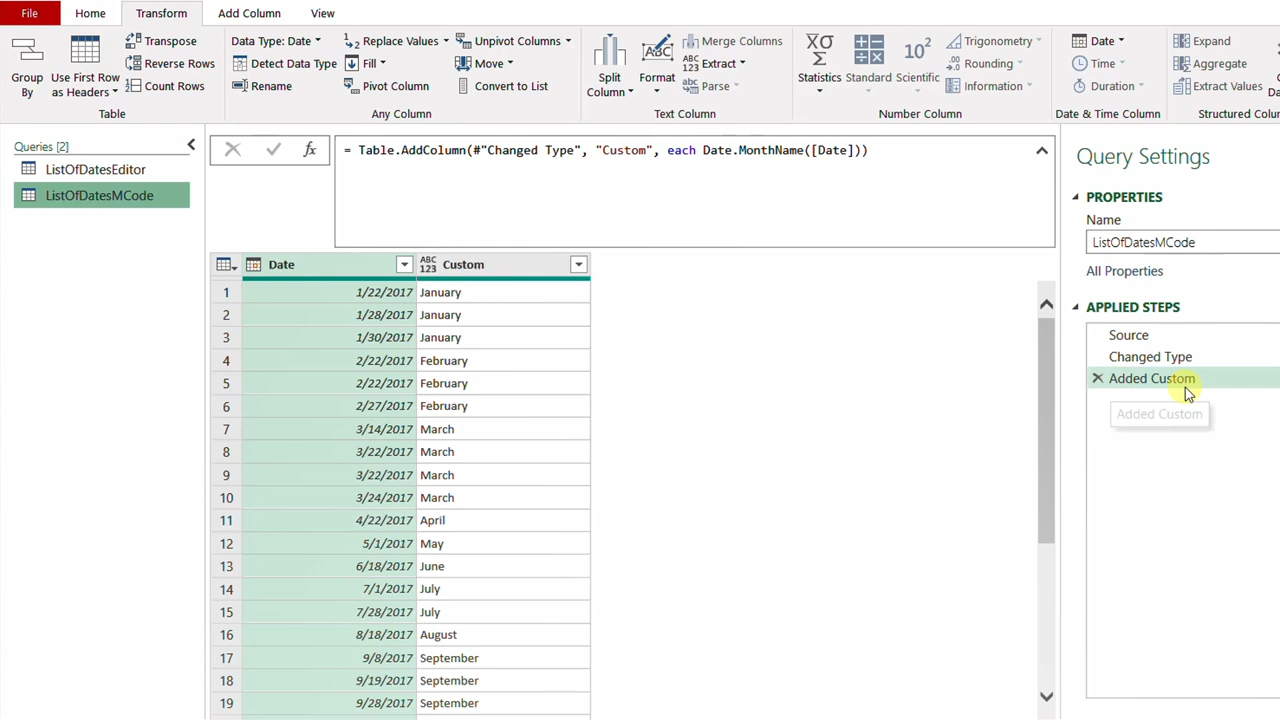 File Home Transform Add Column View
Group By
Use First Row as Headers
Transpose
Reverse Rows
Count Rows
Table
Data Type: Date
Detect Data Type
Rename
Replace Values
Fill
Pivot Column
Unpivot Columns
Move
Convert to List
Any Column
Split Column
ABC
Format
Merge Columns
ABC 123 Extract
abc Parse
Text Column
ΧΣ σ
Statistics
Standard
10²
Scientific
Trigonometry
Rounding
Information
Number Column
Date
Time
Duration
Date & Time Column
Expand
Aggregate
Extract Values
Structured
Queries [2]
ListOfDatesEditor
ListOfDatesMCode
fx
= Table.AddColumn(#"Changed Type", "Custom", each Date.MonthName([Date]))
Date ABC 123 Custom
1 1/22/2017 January
2 1/28/2017 January
3 1/30/2017 January
4 2/22/2017 February
5 2/22/2017 February
6 2/27/2017 February
7 3/14/2017 March
8 3/22/2017 March
9 3/22/2017 March
10 3/24/2017 March
11 4/22/2017 April
12 5/1/2017 May
13 6/18/2017 June
14 7/1/2017 July
15 7/28/2017 July
16 8/18/2017 August
17 9/8/2017 September
18 9/19/2017 September
19 9/28/2017 September
Query Settings
PROPERTIES
Name
ListOfDatesMCode
All Properties
APPLIED STEPS
Source
Changed Type
Added Custom
Added Custom